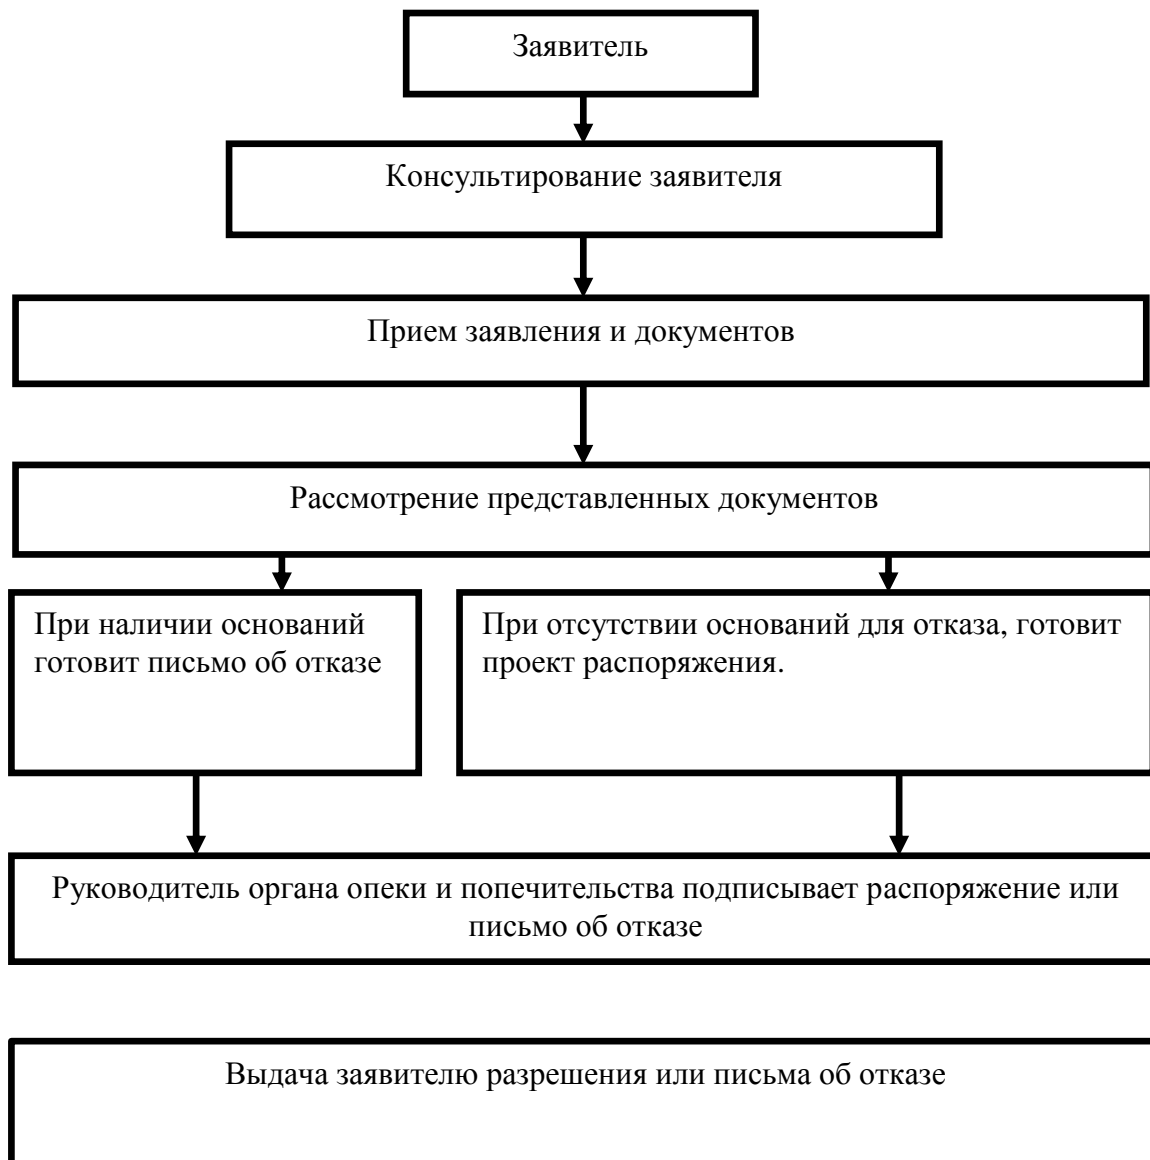 Заявитель
Консультирование заявителя
Прием заявления и документов
Рассмотрение представленных документов
При наличии оснований
готовит письмо об отказе
При отсутствии оснований для отказа, готовит
проект распоряжения.
Руководитель органа опеки и попечительства подписывает распоряжение или
письмо об отказе
Выдача заявителю разрешения или письма об отказе